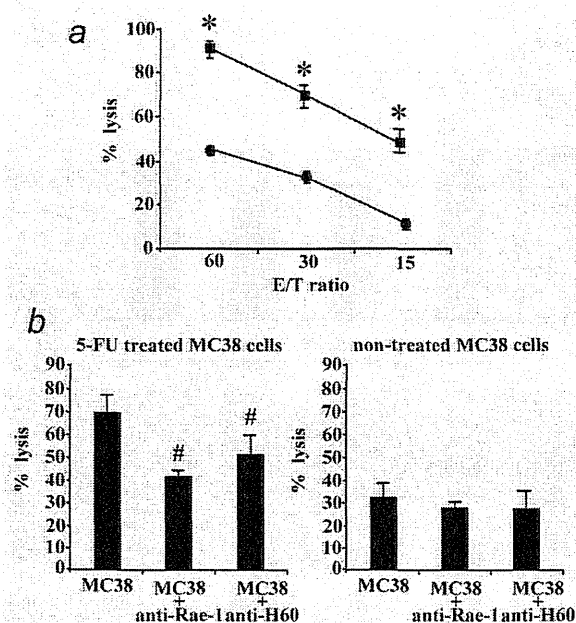 a
100
80
60
40
20
0
% lysis
* * *
60 30 15
E/T ratio
b
5-FU treated MC38 cells
90
80
70
60
50
40
30
20
10
0
% lysis
# #
MC38 MC38 MC38
+ +
anti-Rae-1 anti-H60
non-treated MC38 cells
90
80
70
60
50
40
30
20
10
0
% lysis
MC38 MC38 MC38
+ +
anti-Rae-1 anti-H60